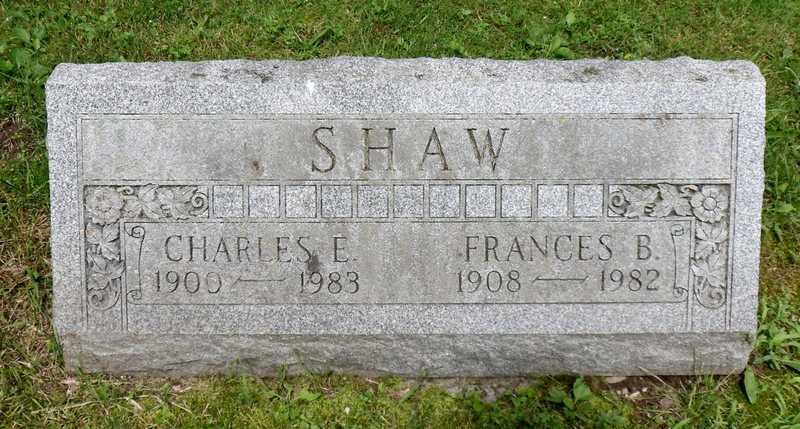 SHAW
CHARLES E. FRANCES B.
1900 — 1983 1908 — 1982